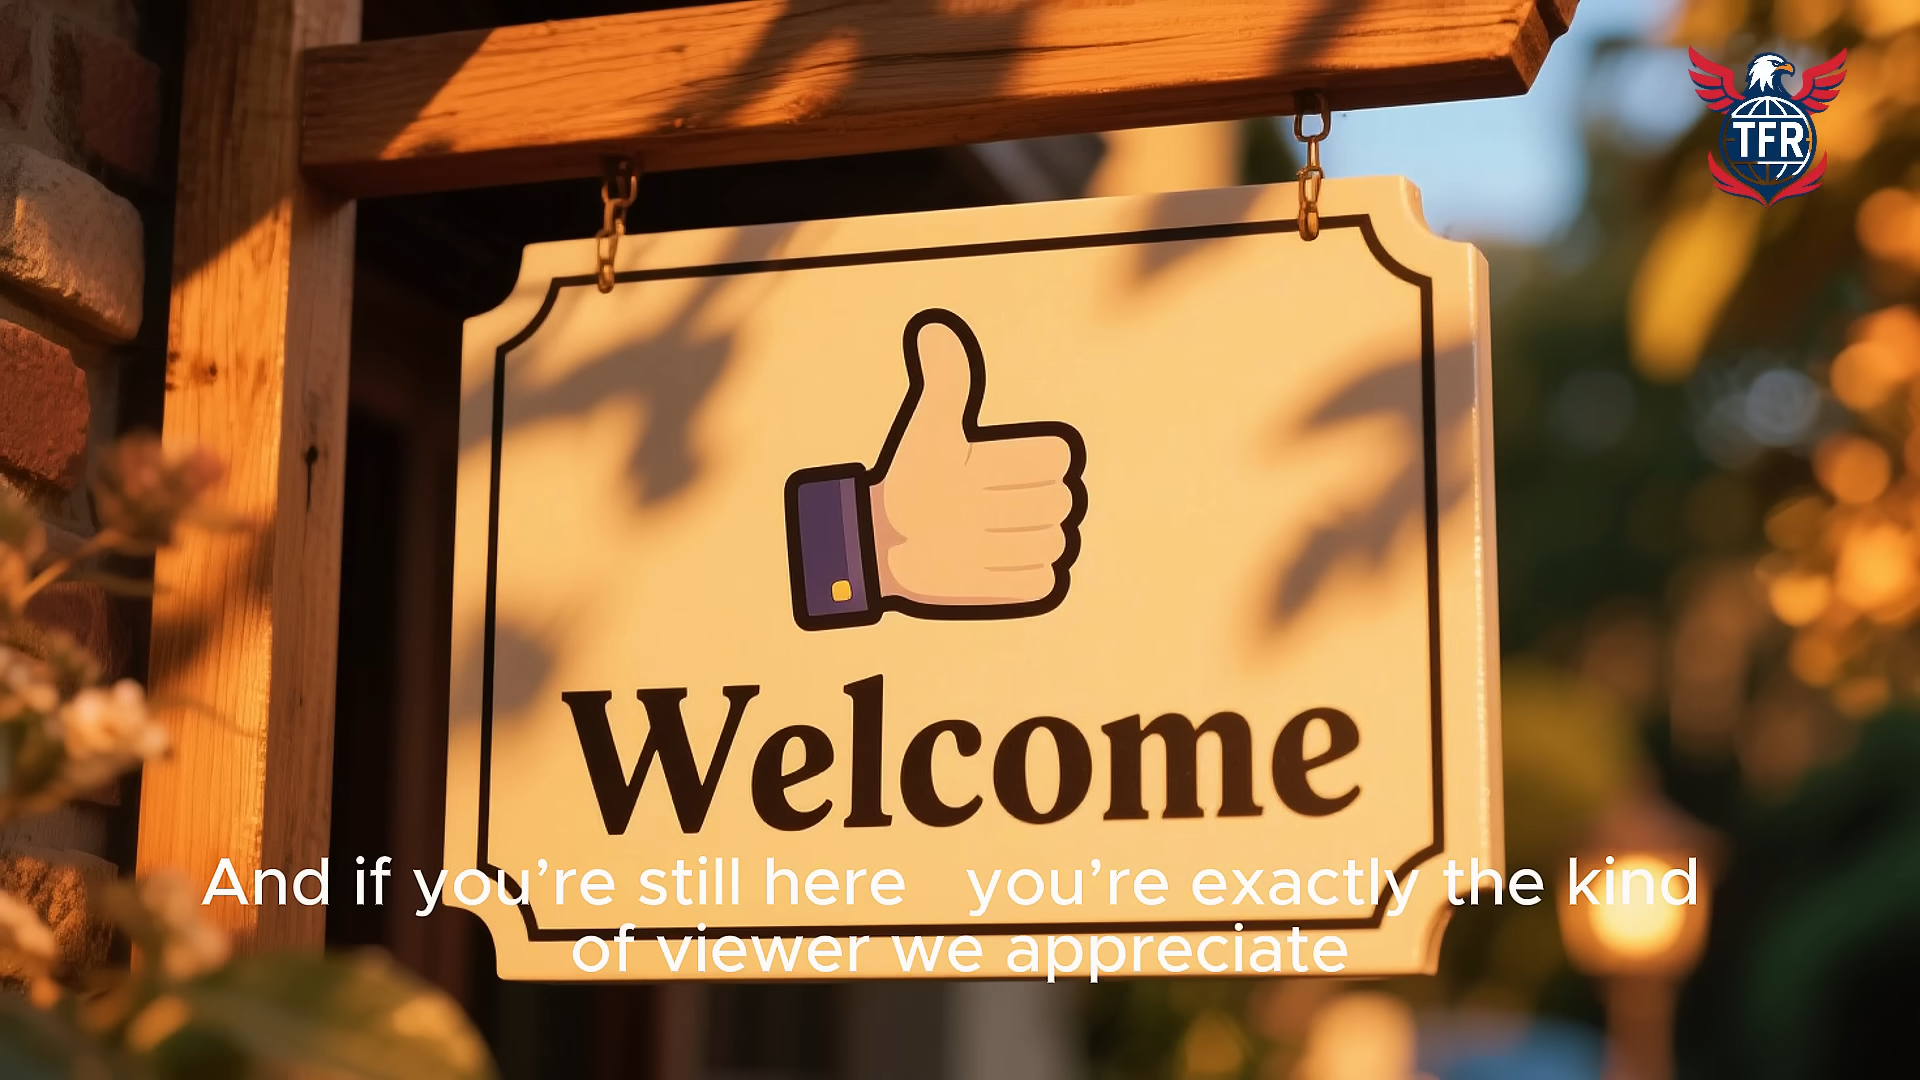 TFR
Welcome
And if you're still here   you're exactly the kind
of viewer we appreciate